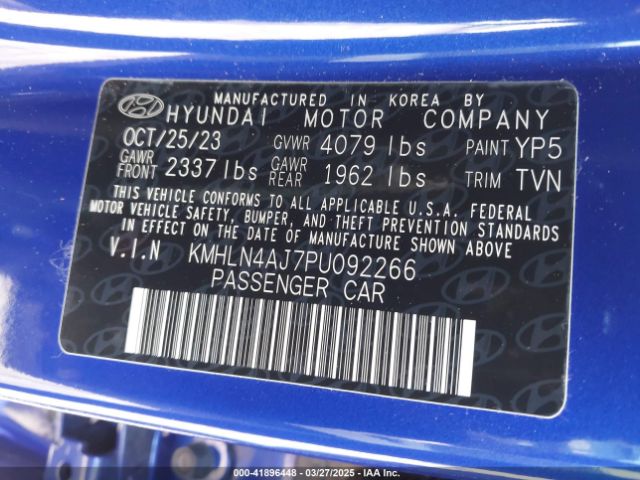 MANUFACTURED IN KOREA BY
HYUNDAI MOTOR COMPANY
OCT/25/23 GVWR 4079 lbs PAINT YP5
GAWR FRONT 2337 lbs GAWR REAR 1962 lbs TRIM TVN
THIS VEHICLE CONFORMS TO ALL APPLICABLE U.S.A. FEDERAL
MOTOR VEHICLE SAFETY, BUMPER, AND THEFT PREVENTION STANDARDS
IN EFFECT ON THE DATE OF MANUFACTURE SHOWN ABOVE.
V.I.N KMHLN4AJ7PU092266
PASSENGER CAR
000-41896448 | 03/27/2025 | IAA Inc.